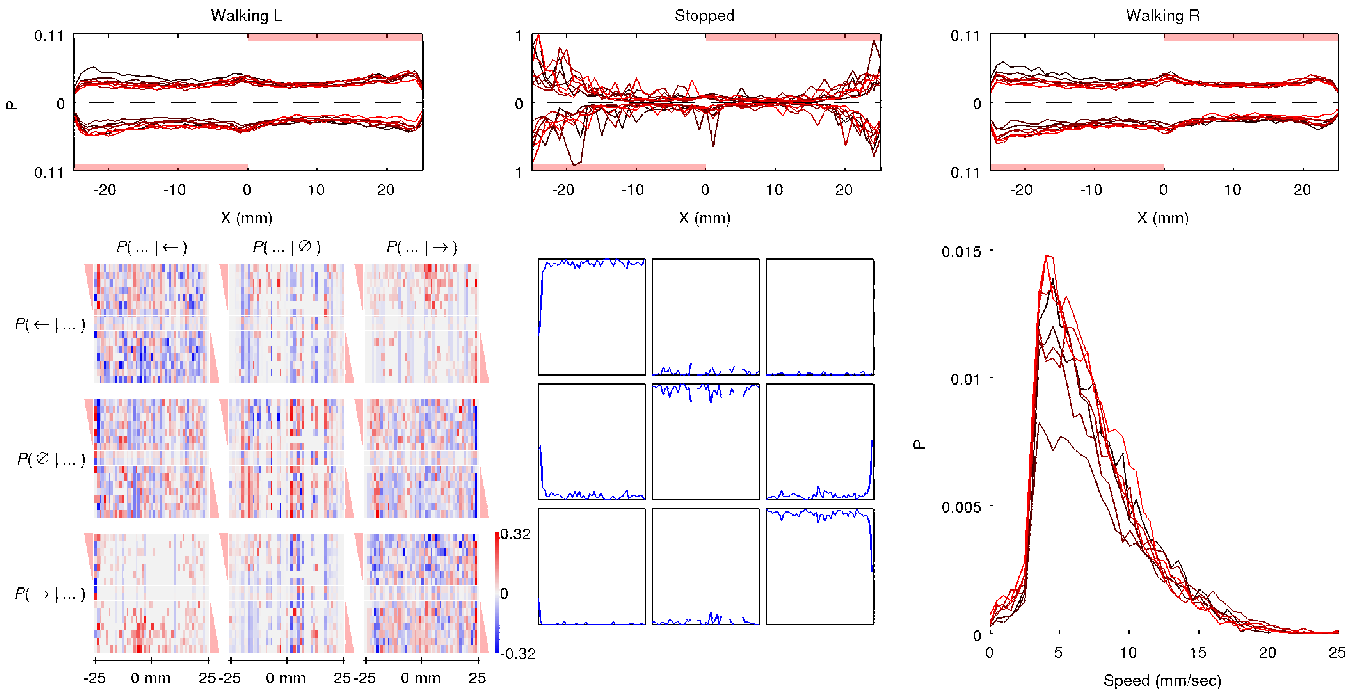 Walking L
Stopped
Walking R
0.11
0
0.11
P
-20 -10 0 10 20
X (mm)
1
0
1
-20 -10 0 10 20
X (mm)
0.11
0
0.11
-20 -10 0 10 20
X (mm)
P( ... | ← ) P( ... | ∅ ) P( ... | → )
P( ← | ... )
P( ∅ | ... )
P( → | ... )
0.32
0
-0.32
-25 0 mm 25 -25 0 mm 25 -25 0 mm 25
0.015
0.01
0.005
0
P
0 5 10 15 20 25
Speed (mm/sec)